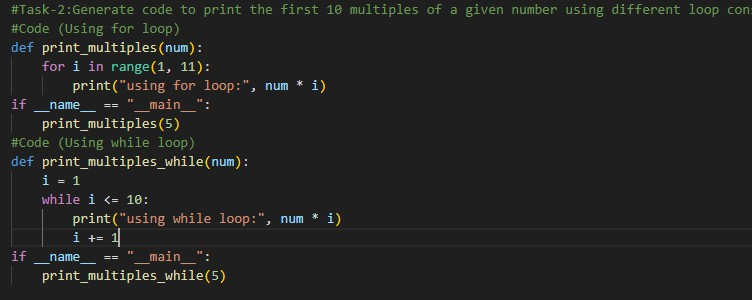 #Task-2:Generate code to print the first 10 multiples of a given number using different loop
#Code (Using for loop)
def print_multiples(num):
    for i in range(1, 11):
        print("using for loop:", num * i)
if __name__ == "__main__":
    print_multiples(5)
#Code (Using while loop)
def print_multiples_while(num):
    i = 1
    while i <= 10:
        print("using while loop:", num * i)
        i += 1
if __name__ == "__main__":
    print_multiples_while(5)